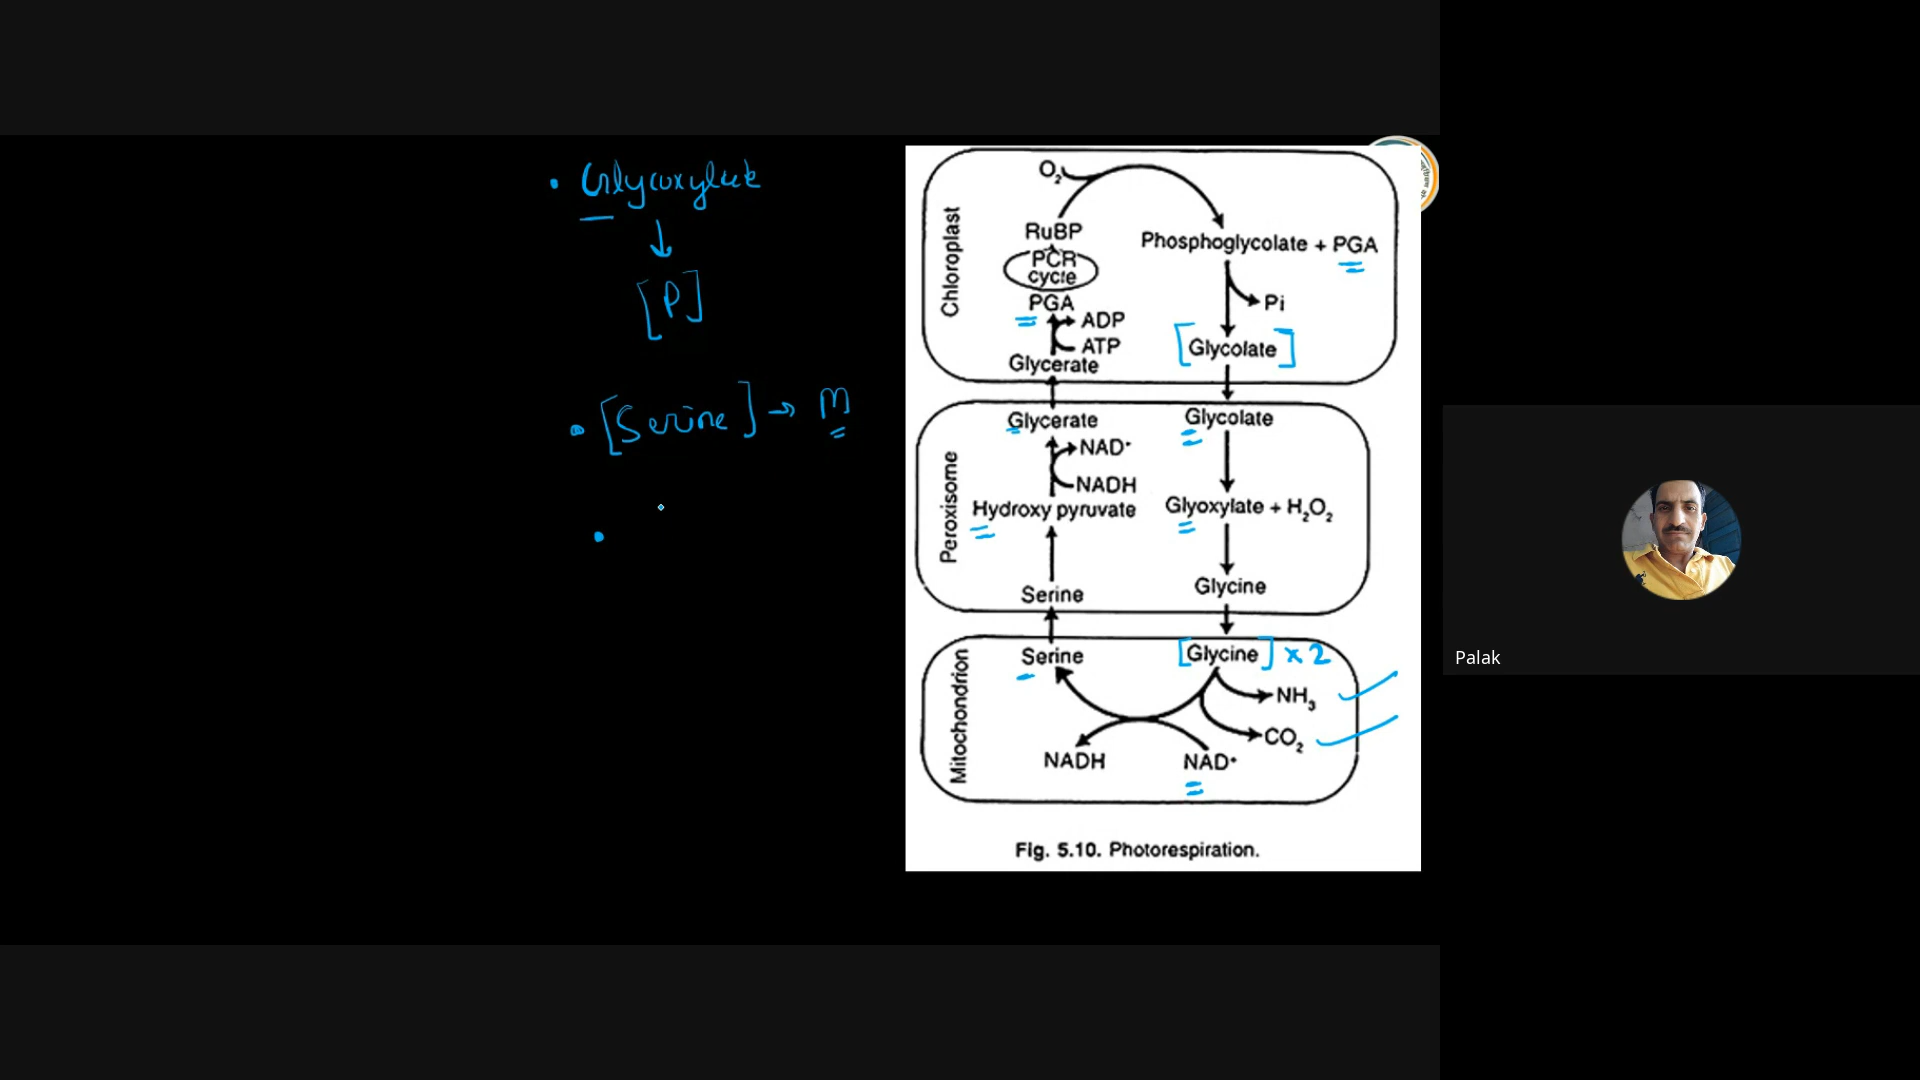 • Glycoxylate
↓
[P]
• [Serine] → M
•
Chloroplast
O₂
RuBP
PCR
cycle
PGA
ADP
ATP
Glycerate
Phosphoglycolate + PGA
Pi
[Glycolate]
Peroxisome
Glycerate
NAD⁺
NADH
Hydroxy pyruvate
Serine
Glycolate
Glyoxylate + H₂O₂
Glycine
Mitochondrion
Serine
[Glycine] x 2
NH₃
CO₂
NADH
NAD⁺
Fig. 5.10. Photorespiration.
Palak